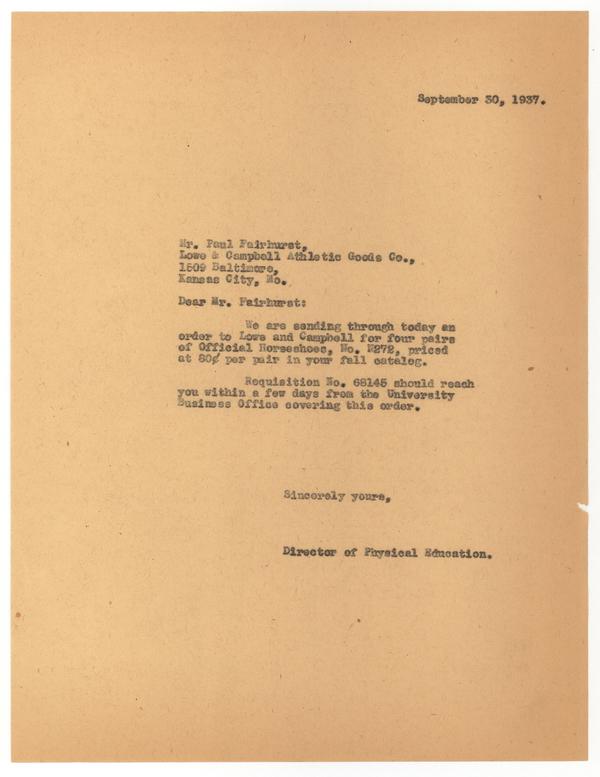 September 30, 1937.
Mr. Paul Fairhurst,
Lowe & Campbell Athletic Goods Co.,
1509 Baltimore,
Kansas City, Mo.
Dear Mr. Fairhurst:
We are sending through today an
order to Lowe and Campbell for four pairs
of Official Horseshoes, No. N272, priced
at 80¢ per pair in your fall catalog.
Requisition No. 68145 should reach
you within a few days from the University
Business Office covering this order.
Sincerely yours,
Director of Physical Education.